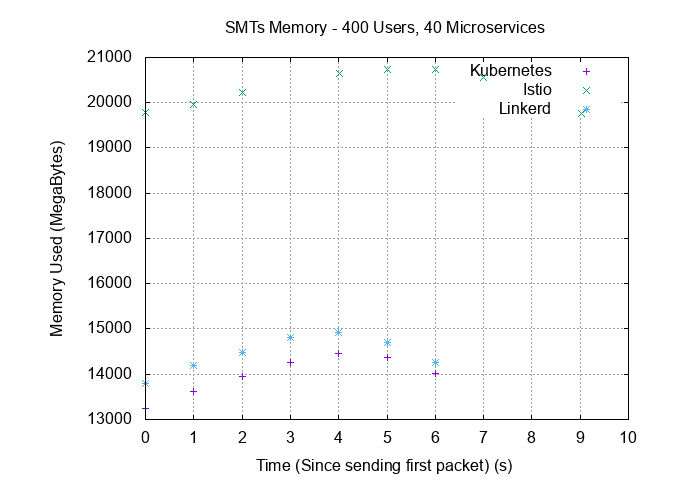 SMTs Memory - 400 Users, 40 Microservices
Memory Used (MegaBytes)
21000
20000
19000
18000
17000
16000
15000
14000
13000
Kubernetes
Istio
Linkerd
0 1 2 3 4 5 6 7 8 9 10
Time (Since sending first packet) (s)